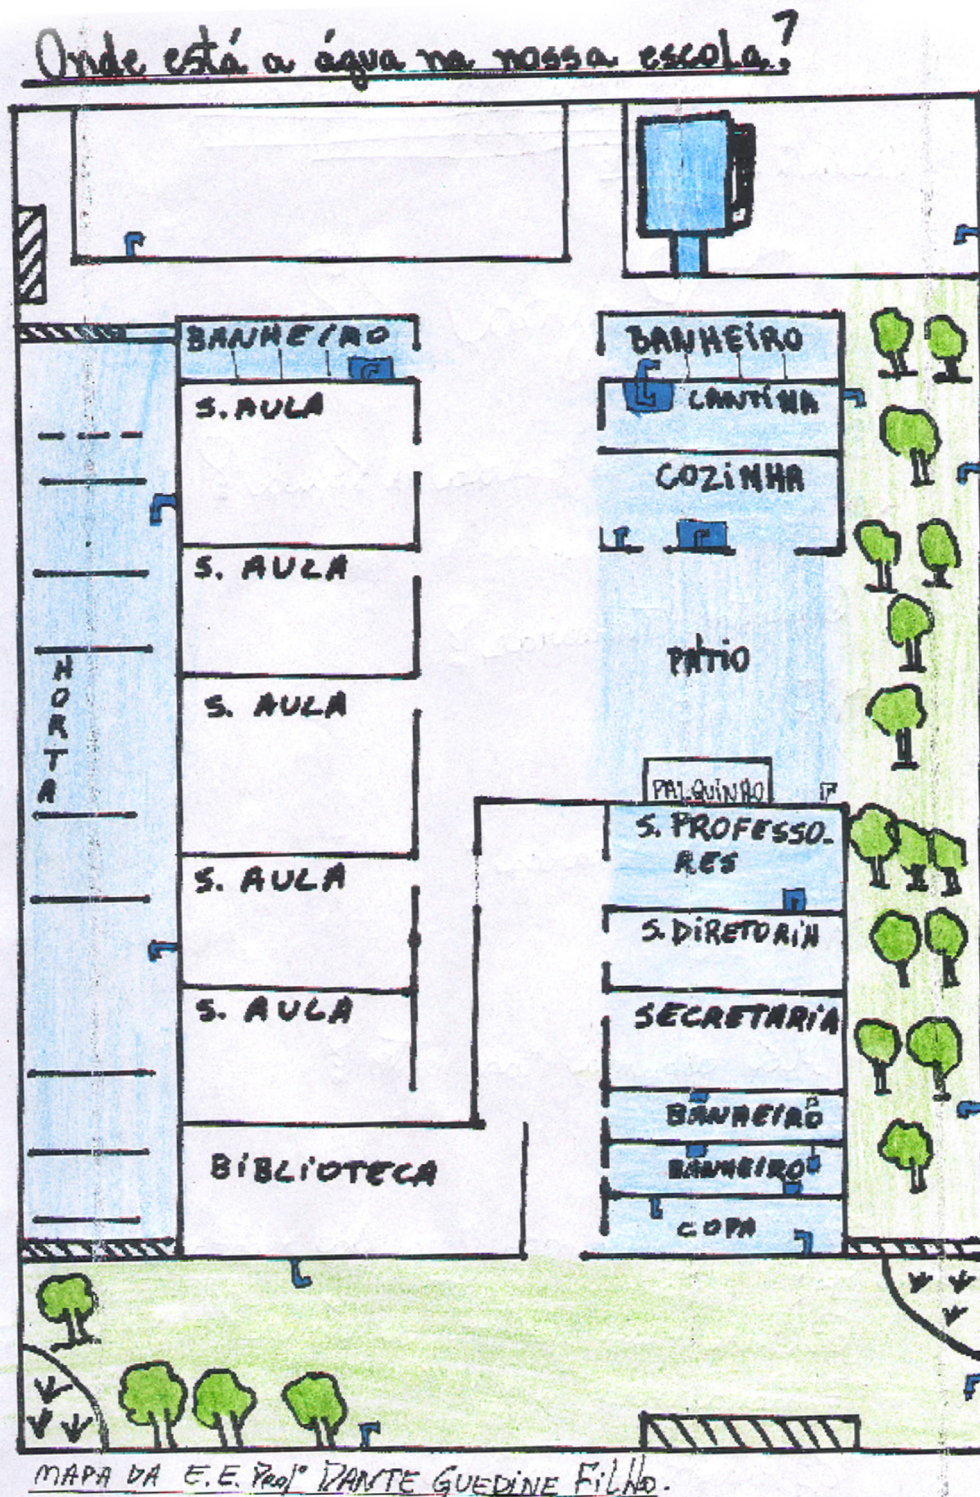 Onde está a água na nossa escola?
BANHEIRO
BANHEIRO
S. AULA
CANTINA
COZINHA
S. AULA
HORTA
PÁTIO
S. AULA
PALQUINHO
S. PROFESSO-
RES
S. AULA
S. DIRETORIA
S. AULA
SECRETARIA
BANHEIRO
BIBLIOTECA
BANHEIRO
COPA
MAPA DA E.E. Profº DANTE GUEDINE FILHO.